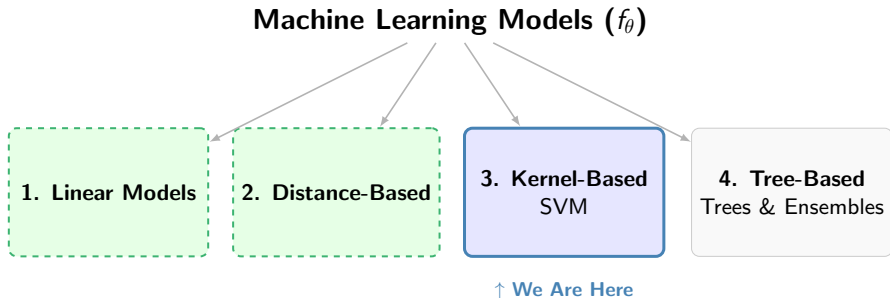 Machine Learning Models (fθ)
1. Linear Models
2. Distance-Based
3. Kernel-Based
SVM
4. Tree-Based
Trees & Ensembles
↑ We Are Here